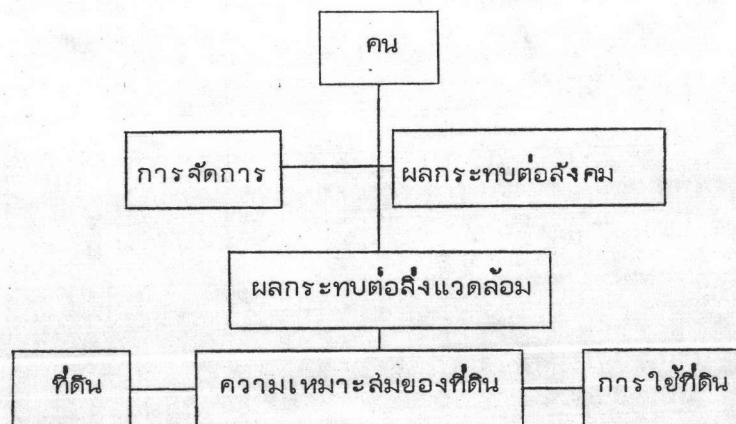 คน
การจัดการ
ผลกระทบต่อสังคม
ผลกระทบต่อสิ่งแวดล้อม
ที่ดิน
ความเหมาะสมของที่ดิน
การใช้ที่ดิน